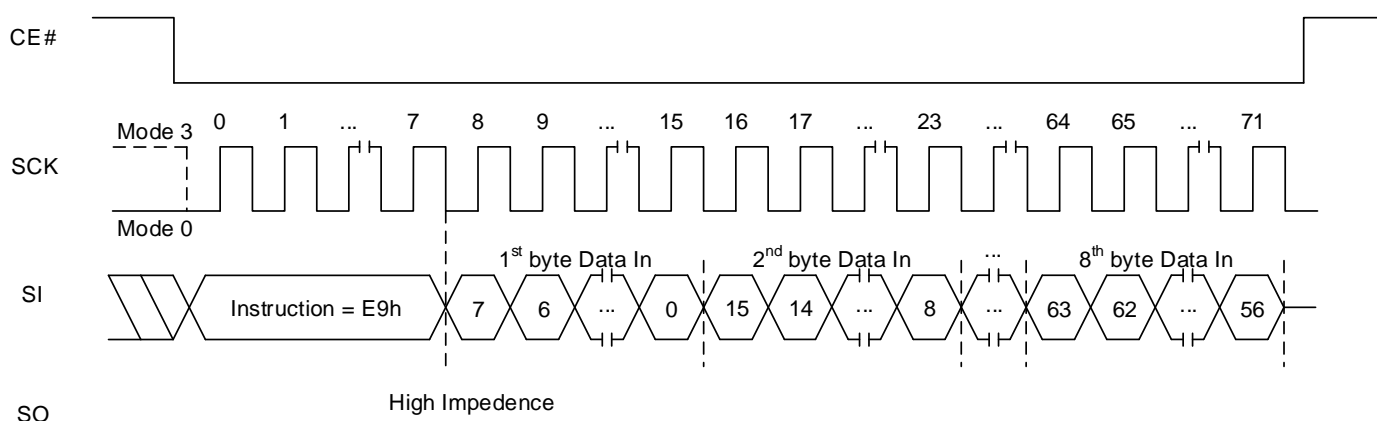 CE#
0 1 ... 7 8 9 ... 15 16 17 ... 23 ... 64 65 ... 71
Mode 3
SCK
Mode 0
1st byte Data In 2nd byte Data In ... 8th byte Data In
SI Instruction = E9h 7 6 ... 0 15 14 ... 8 ... 63 62 ... 56
High Impedence
SO